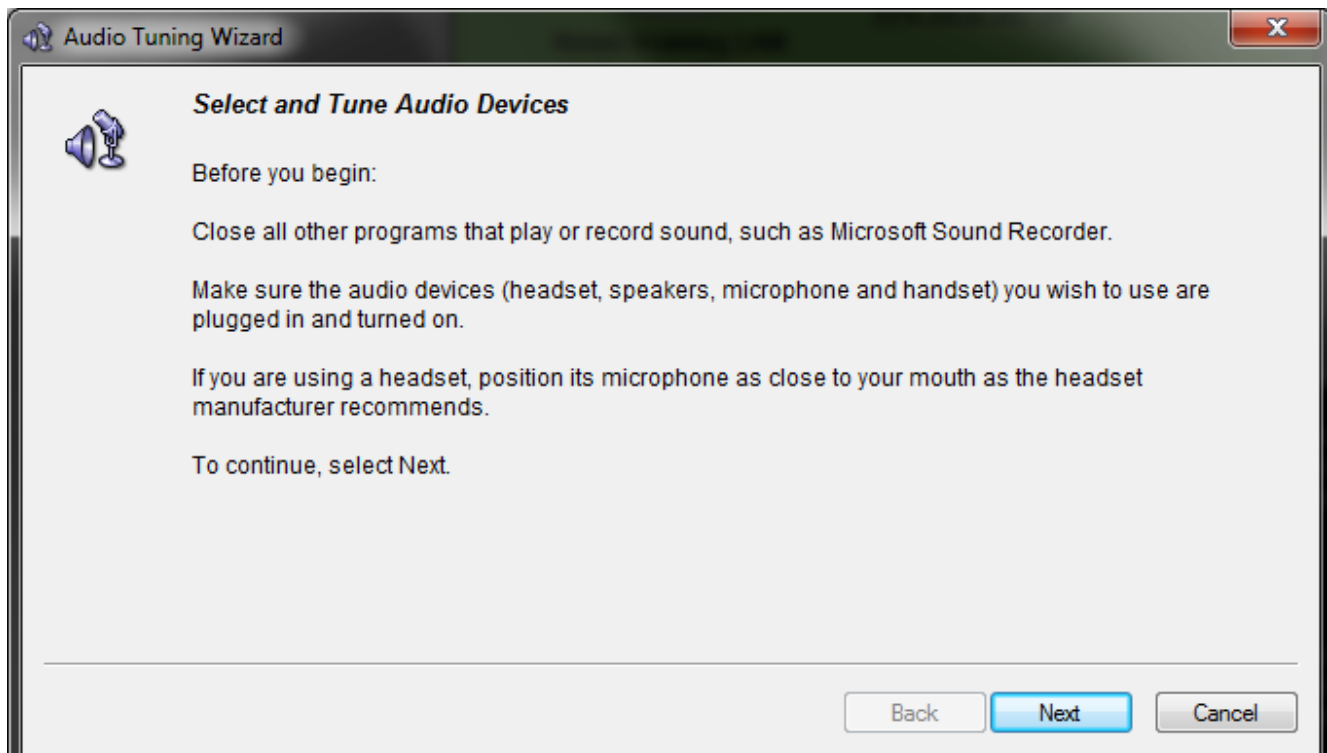 Audio Tuning Wizard
Select and Tune Audio Devices
Before you begin:
Close all other programs that play or record sound, such as Microsoft Sound Recorder.
Make sure the audio devices (headset, speakers, microphone and handset) you wish to use are
plugged in and turned on.
If you are using a headset, position its microphone as close to your mouth as the headset
manufacturer recommends.
To continue, select Next.
Back Next Cancel